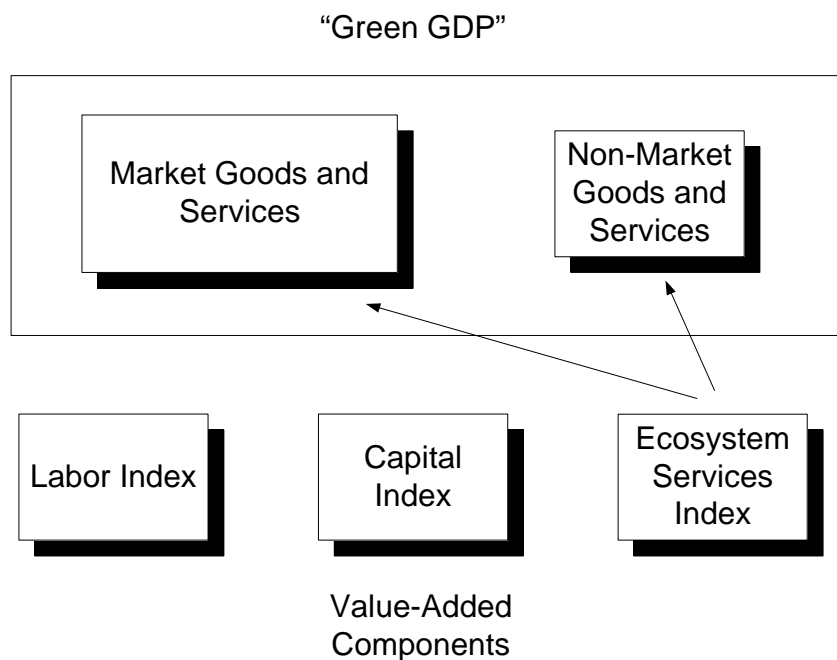 “Green GDP”
Market Goods and
Services
Non-Market
Goods and
Services
Labor Index
Capital
Index
Ecosystem
Services
Index
Value-Added
Components